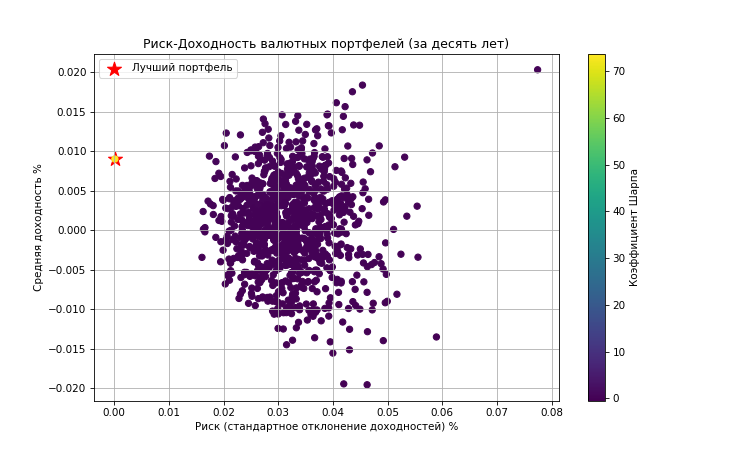 Риск-Доходность валютных портфелей (за десять лет)
Лучший портфель
0.020
0.015
0.010
0.005
0.000
−0.005
−0.010
−0.015
−0.020
Средняя доходность %
0.00 0.01 0.02 0.03 0.04 0.05 0.06 0.07 0.08
Риск (стандартное отклонение доходностей) %
70
60
50
40
30
20
10
0
Коэффициент Шарпа